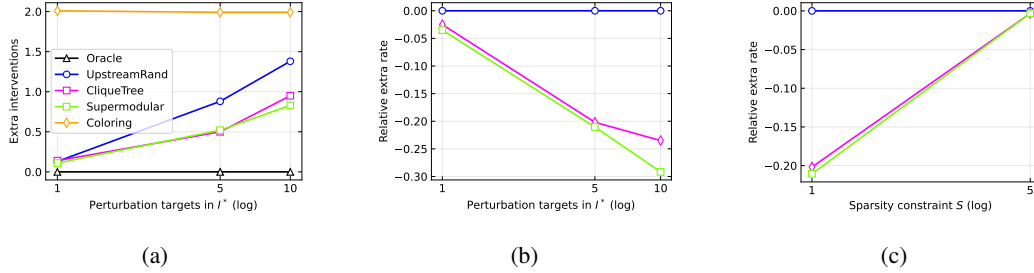 Extra interventions
2.0
1.5
1.0
0.5
0.0
Oracle
UpstreamRand
CliqueTree
Supermodular
Coloring
1
5
10
Perturbation targets in I* (log)
(a)
Relative extra rate
0.00
−0.05
−0.10
−0.15
−0.20
−0.25
−0.30
1
5
10
Perturbation targets in I* (log)
(b)
Relative extra rate
0.00
−0.05
−0.10
−0.15
−0.20
1
5
Sparsity constraint S (log)
(c)